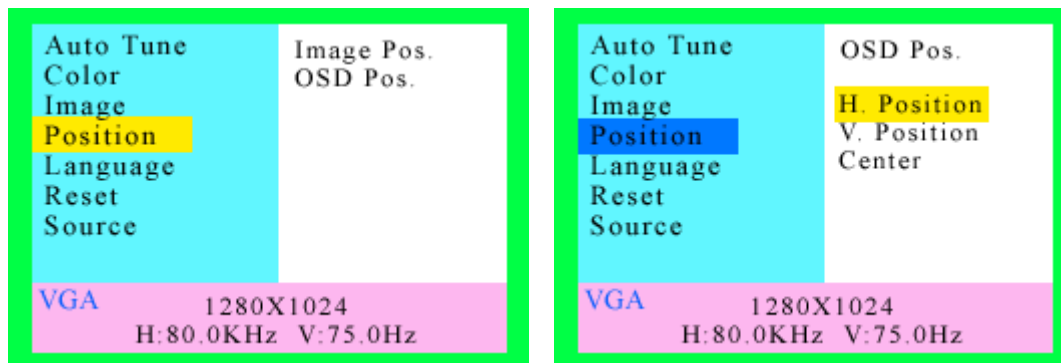 Auto Tune
Color
Image
Position
Language
Reset
Source
Image Pos.
OSD Pos.
VGA
1280X1024
H:80.0KHz V:75.0Hz
Auto Tune
Color
Image
Position
Language
Reset
Source
OSD Pos.
H. Position
V. Position
Center
VGA
1280X1024
H:80.0KHz V:75.0Hz